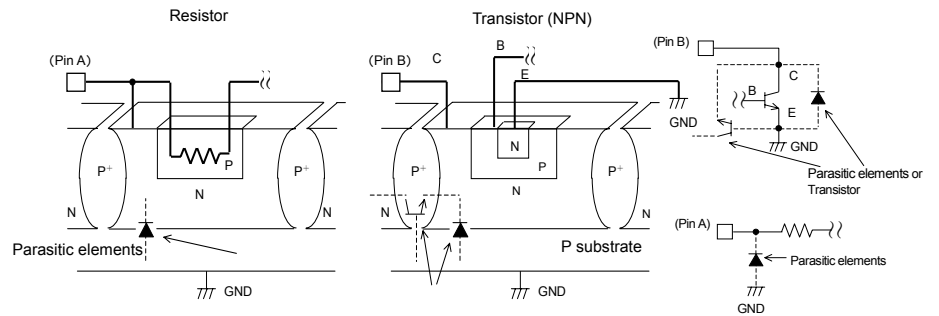 Resistor
(Pin A)
P+
N
P
P+
N
N
Parasitic elements
GND
Transistor (NPN)
(Pin B)
C
B
E
GND
P+
N
P
P+
N
N
N
P substrate
GND
(Pin B)
C
B
E
GND
Parasitic elements or
Transistor
(Pin A)
Parasitic elements
GND